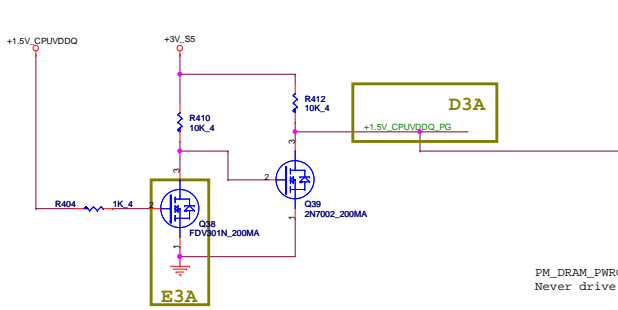 +1.5V_CPUVDDQ
+3V_S5
R412
10K_4
D3A
R410
10K_4
+1.5V_CPUVDDQ_PG
3
3
2
R404
1K_4
2
Q39
2N7002_200MA
Q38
FDV301N_200MA
1
1
E3A
PM_DRAM_PWR
Never drive